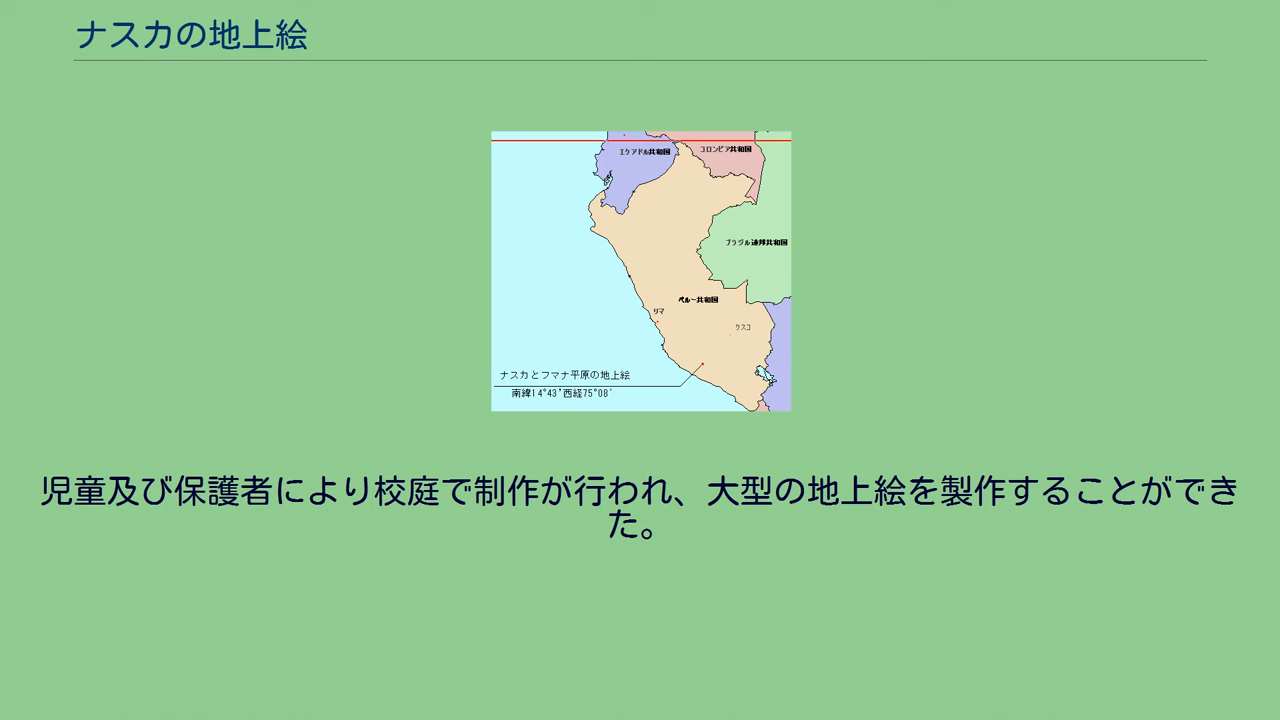 ナスカの地上絵
エクアドル共和国
コロンビア共和国
ブラジル連邦共和国
ペルー共和国
リマ
クスコ
ナスカとフマナ平原の地上絵
南緯14°43′西経75°08′
児童及び保護者により校庭で制作が行われ、大型の地上絵を製作することができ
た。